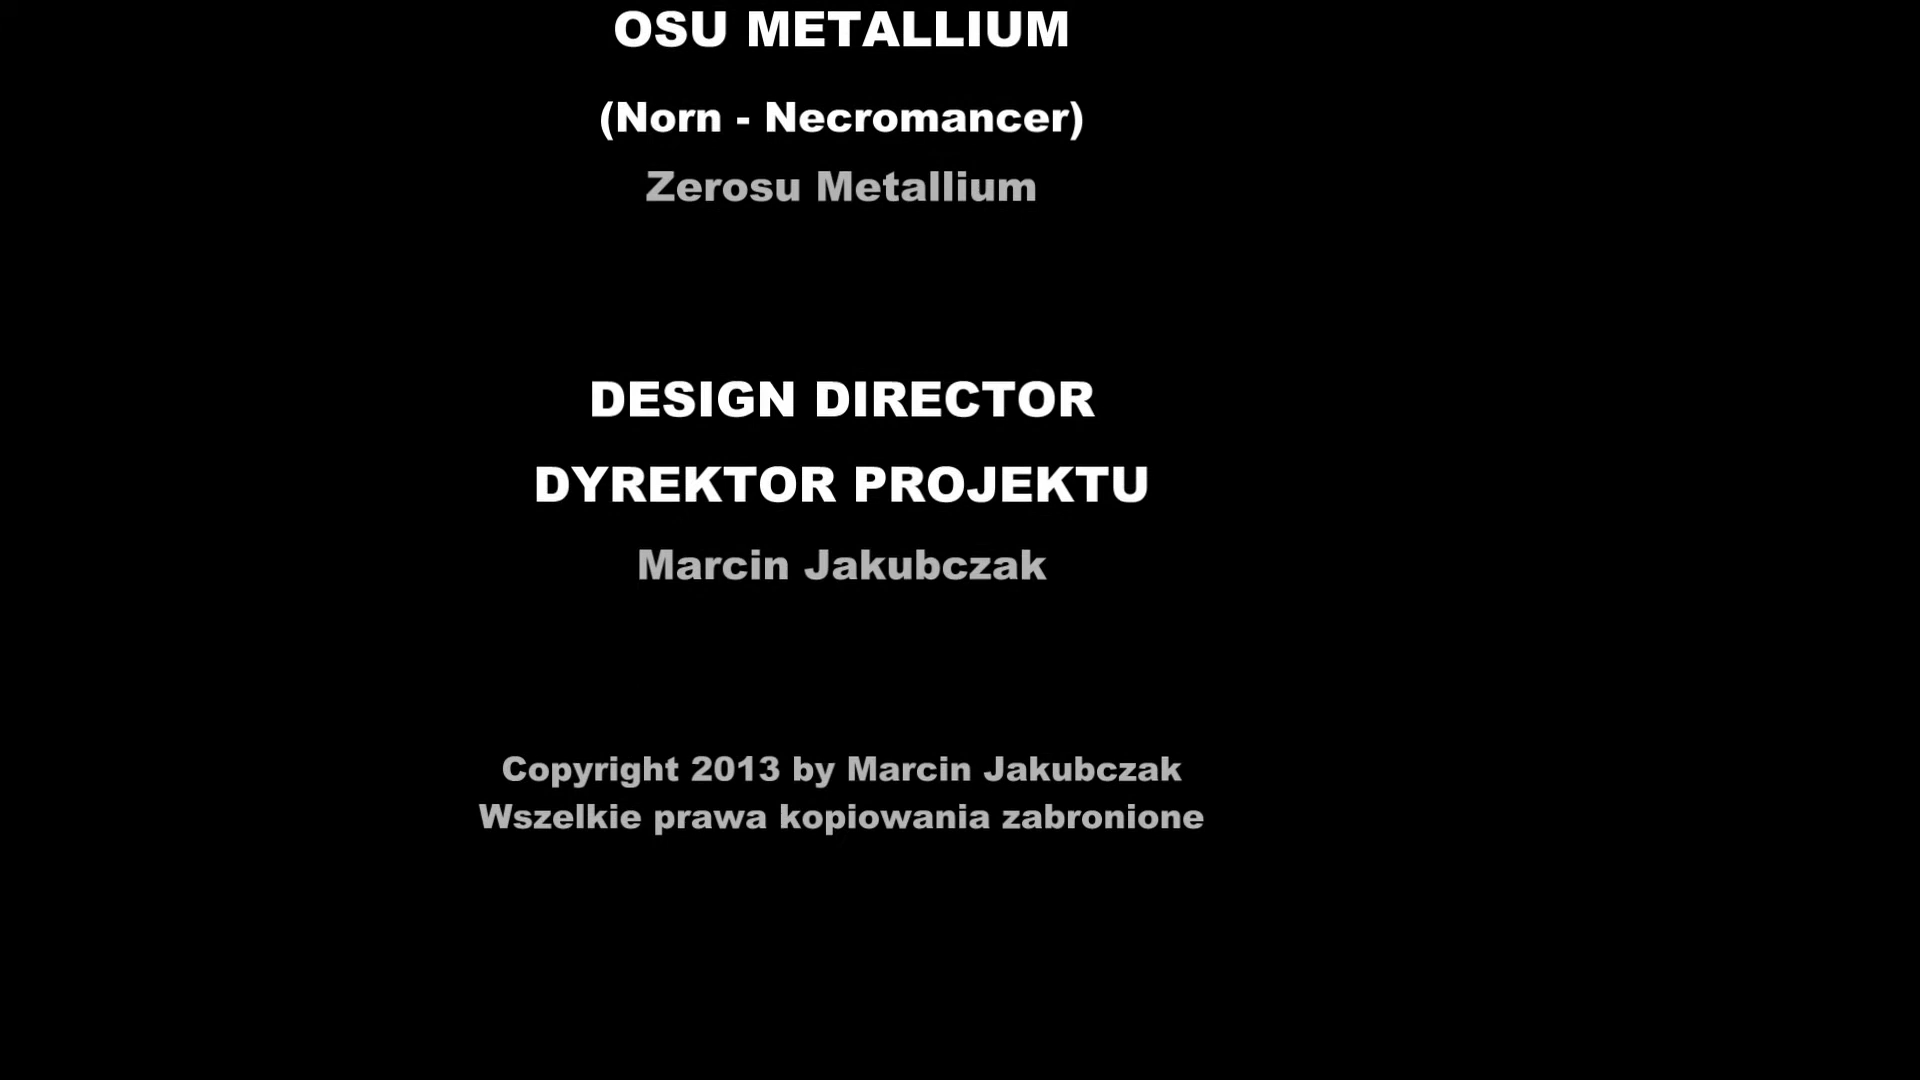 OSU METALLIUM
(Norn - Necromancer)
Zerosu Metallium
DESIGN DIRECTOR
DYREKTOR PROJEKTU
Marcin Jakubczak
Copyright 2013 by Marcin Jakubczak
Wszelkie prawa kopiowania zabronione